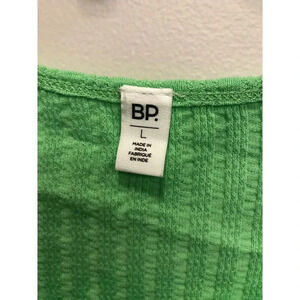 BP.
L
MADE IN
INDIA
FABRIQUÉ
EN INDE